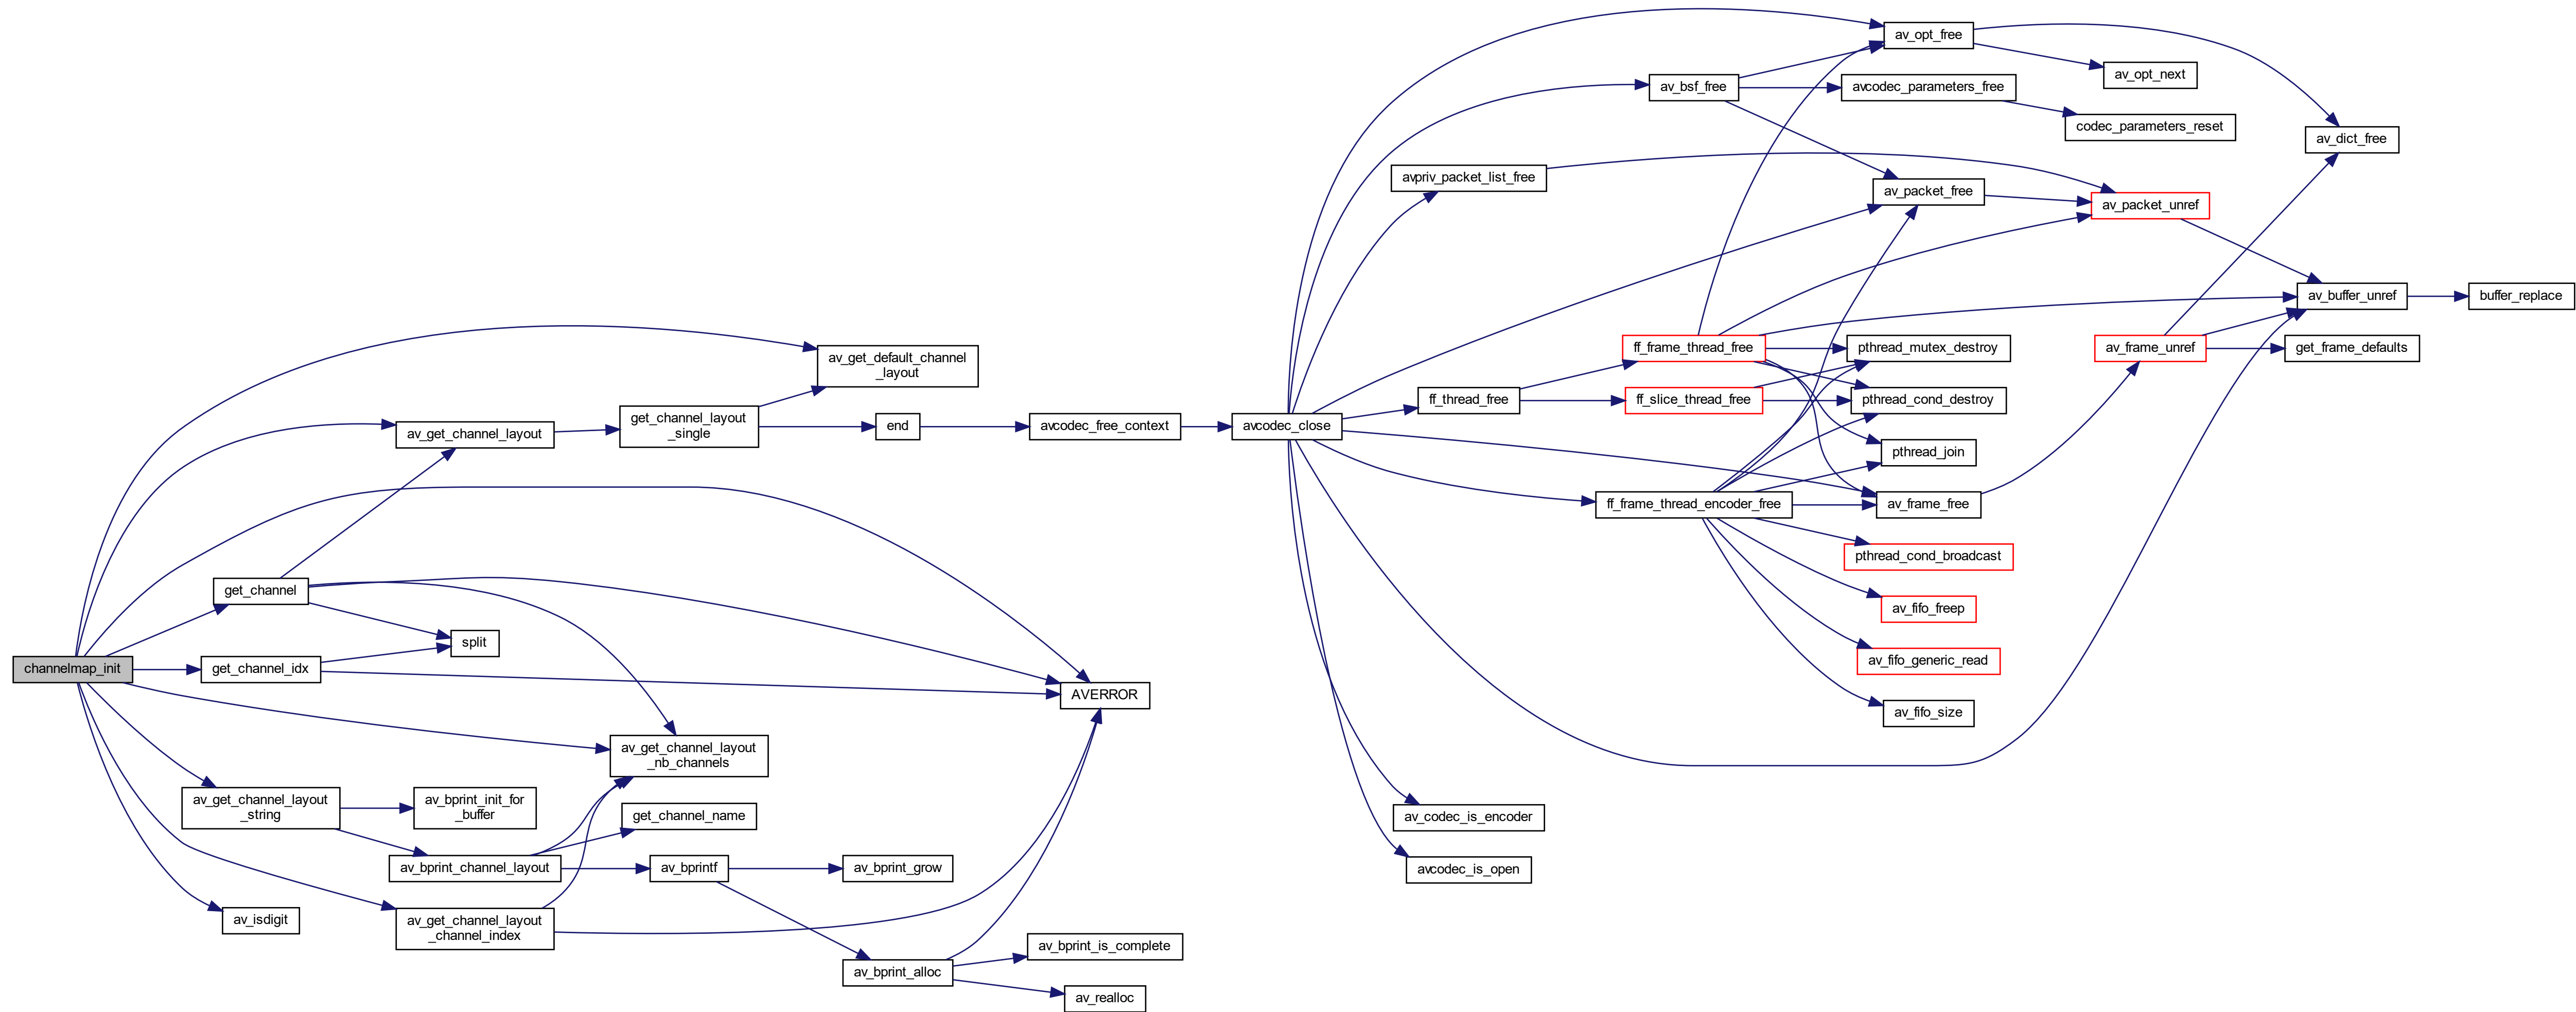 av_opt_free
av_opt_next
av_bsf_free
avcodec_parameters_free
codec_parameters_reset
av_dict_free
avpriv_packet_list_free
av_packet_free
av_packet_unref
av_buffer_unref
buffer_replace
av_get_default_channel
_layout
ff_frame_thread_free
pthread_mutex_destroy
av_frame_unref
get_frame_defaults
av_get_channel_layout
get_channel_layout
_single
end
avcodec_free_context
avcodec_close
ff_thread_free
ff_slice_thread_free
pthread_cond_destroy
pthread_join
ff_frame_thread_encoder_free
av_frame_free
pthread_cond_broadcast
get_channel
av_fifo_freep
split
channelmap_init
get_channel_idx
av_fifo_generic_read
AVERROR
av_fifo_size
av_get_channel_layout
_nb_channels
av_get_channel_layout
_string
av_bprint_init_for
_buffer
get_channel_name
av_codec_is_encoder
av_bprint_channel_layout
av_bprintf
av_bprint_grow
avcodec_is_open
av_isdigit
av_get_channel_layout
_channel_index
av_bprint_is_complete
av_bprint_alloc
av_realloc